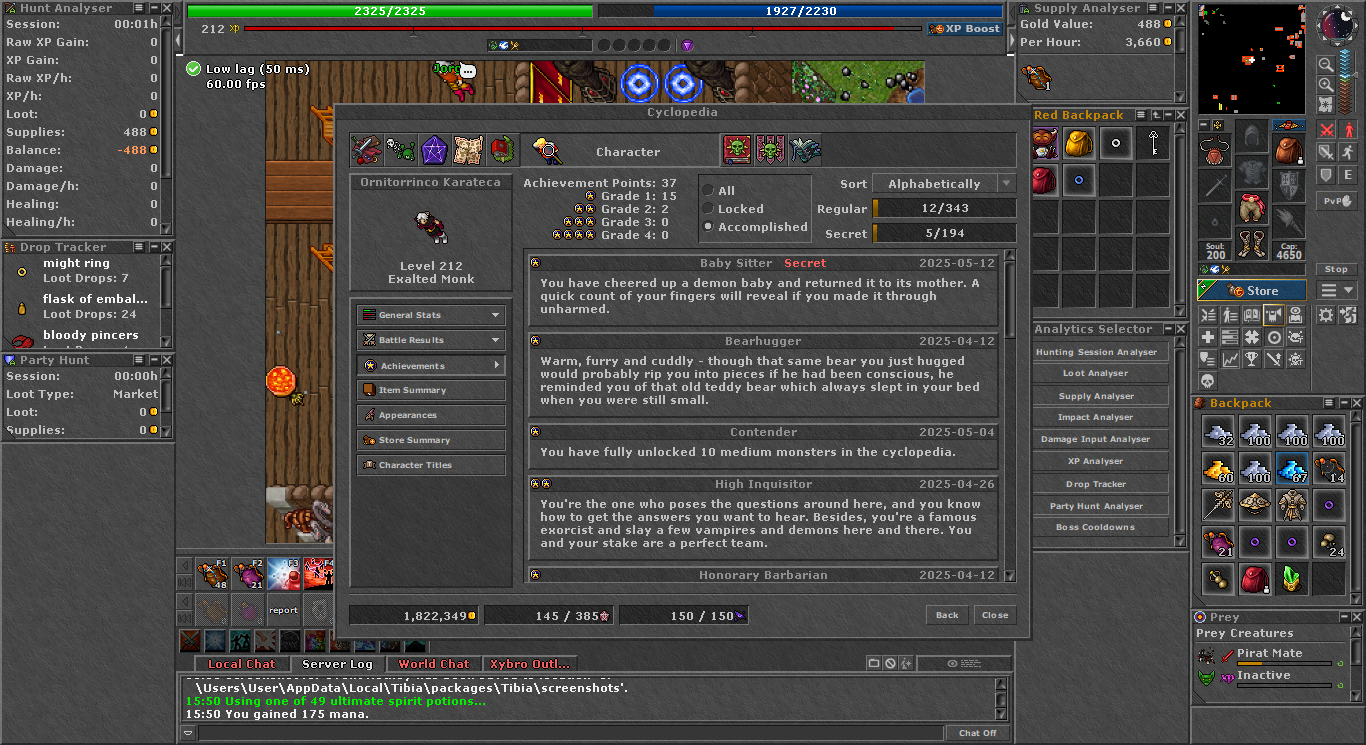 Hunt Analyser
Session: 00:01h
Raw XP Gain: 0
XP Gain: 0
Raw XP/h: 0
XP/h: 0
Loot: 0
Supplies: 488
Balance: -488
Damage: 0
Damage/h: 0
Healing: 0
Healing/h: 0
Drop Tracker
might ring
Loot Drops: 7
flask of embal...
Loot Drops: 24
bloody pincers
Party Hunt
Session: 00:00h
Loot Type: Market
Loot: 0
Supplies: 0
2325/2325
1927/2230
212 XP
XP Boost
Low lag (50 ms)
60.00 fps
Cyclopedia
Character
Ornitorrinco Karateca
Level 212
Exalted Monk
General Stats
Battle Results
Achievements
Item Summary
Appearances
Store Summary
Character Titles
Achievement Points: 37
Grade 1: 15
Grade 2: 2
Grade 3: 0
Grade 4: 0
All
Locked
Accomplished
Sort Alphabetically
Regular 12/343
Secret 5/194
Baby Sitter Secret 2025-05-12
You have cheered up a demon baby and returned it to its mother. A
quick count of your fingers will reveal if you made it through
unharmed.
Bearhugger 2025-04-12
Warm, furry and cuddly - though that same bear you just hugged
would probably rip you into pieces if he had been conscious, he
reminded you of that old teddy bear which always slept in your bed
when you were still small.
Contender 2025-05-04
You have fully unlocked 10 medium monsters in the cyclopedia.
High Inquisitor 2025-04-26
You're the one who poses the questions around here, and you know
how to get the answers you want to hear. Besides, you're a famous
exorcist and slay a few vampires and demons here and there. You
and your stake are a perfect team.
Honorary Barbarian 2025-04-12
1,822,349
145 / 385
150 / 150
Back
Close
F1
48
F2
21
F3
F4
report
Local Chat
Server Log
World Chat
Xybro Outl...
\Users\User\AppData\Local\Tibia\packages\Tibia\screenshots'.
15:50 Using one of 49 ultimate spirit potions...
15:50 You gained 175 mana.
Chat Off
Supply Analyser
Gold Value: 488
Per Hour: 3,660
1
Red Backpack
Analytics Selector
Hunting Session Analyser
Loot Analyser
Supply Analyser
Impact Analyser
Damage Input Analyser
XP Analyser
Drop Tracker
Party Hunt Analyser
Boss Cooldowns
E
PvP
Soul:
200
Cap:
4650
Stop
Store
Backpack
32
100
100
100
60
100
67
14
21
24
Prey
Prey Creatures
Pirat Mate
Inactive